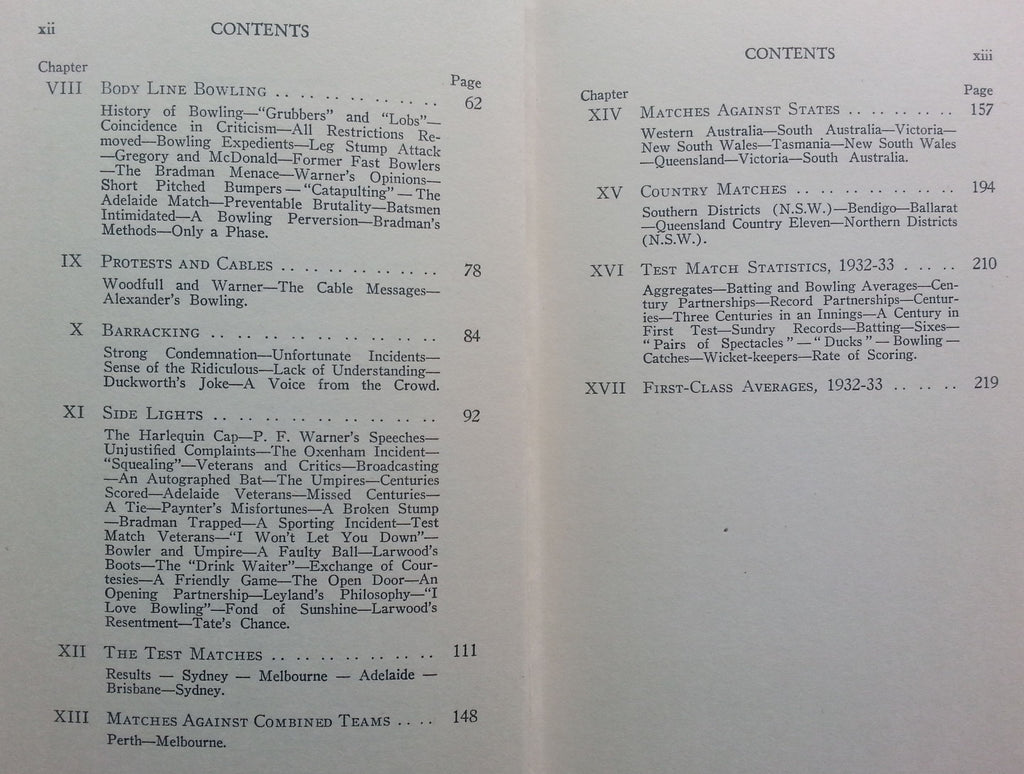 xii
CONTENTS
Chapter
Page
VIII BODY LINE BOWLING . . . . . . . . . . . . 62
History of Bowling—"Grubbers" and "Lobs"—
Coincidence in Criticism—All Restrictions Re-
moved—Bowling Expedients—Leg Stump Attack
—Gregory and McDonald—Former Fast Bowlers
—The Bradman Menace—Warner's Opinions—
Short Pitched Bumpers — "Catapulting" — The
Adelaide Match—Preventable Brutality—Batsmen
Intimidated—A Bowling Perversion—Bradman's
Methods—Only a Phase.
IX PROTESTS AND CABLES . . . . . . . . . . . . 78
Woodfull and Warner—The Cable Messages—
Alexander's Bowling.
X BARRACKING . . . . . . . . . . . . . . . . 84
Strong Condemnation—Unfortunate Incidents—
Sense of the Ridiculous—Lack of Understanding—
Duckworth's Joke—A Voice from the Crowd.
XI SIDE LIGHTS . . . . . . . . . . . . . . . . 92
The Harlequin Cap—P. F. Warner's Speeches—
Unjustified Complaints—The Oxenham Incident—
"Squealing"—Veterans and Critics—Broadcasting
—An Autographed Bat—The Umpires—Centuries
Scored—Adelaide Veterans—Missed Centuries—
A Tie—Paynter's Misfortunes—A Broken Stump
—Bradman Trapped—A Sporting Incident—Test
Match Veterans—"I Won't Let You Down"—
Bowler and Umpire—A Faulty Ball—Larwood's
Boots—The "Drink Waiter"—Exchange of Cour-
tesies—A Friendly Game—The Open Door—An
Opening Partnership—Leyland's Philosophy—"I
Love Bowling"—Fond of Sunshine—Larwood's
Resentment—Tate's Chance.
XII THE TEST MATCHES . . . . . . . . . . . . 111
Results — Sydney — Melbourne — Adelaide —
Brisbane—Sydney.
XIII MATCHES AGAINST COMBINED TEAMS . . . . 148
Perth—Melbourne.
CONTENTS
xiii
Chapter
Page
XIV MATCHES AGAINST STATES . . . . . . . . 157
Western Australia—South Australia—Victoria—
New South Wales—Tasmania—New South Wales
—Queensland—Victoria—South Australia.
XV COUNTRY MATCHES . . . . . . . . . . . . 194
Southern Districts (N.S.W.)—Bendigo—Ballarat
—Queensland Country Eleven—Northern Districts
(N.S.W.).
XVI TEST MATCH STATISTICS, 1932-33 . . . . . 210
Aggregates—Batting and Bowling Averages—Cen-
tury Partnerships—Record Partnerships—Centur-
ies—Three Centuries in an Innings—A Century in
First Test—Sundry Records—Batting—Sixes—
"Pairs of Spectacles" — "Ducks" — Bowling —
Catches—Wicket-keepers—Rate of Scoring.
XVII FIRST-CLASS AVERAGES, 1932-33 . . . . . 219